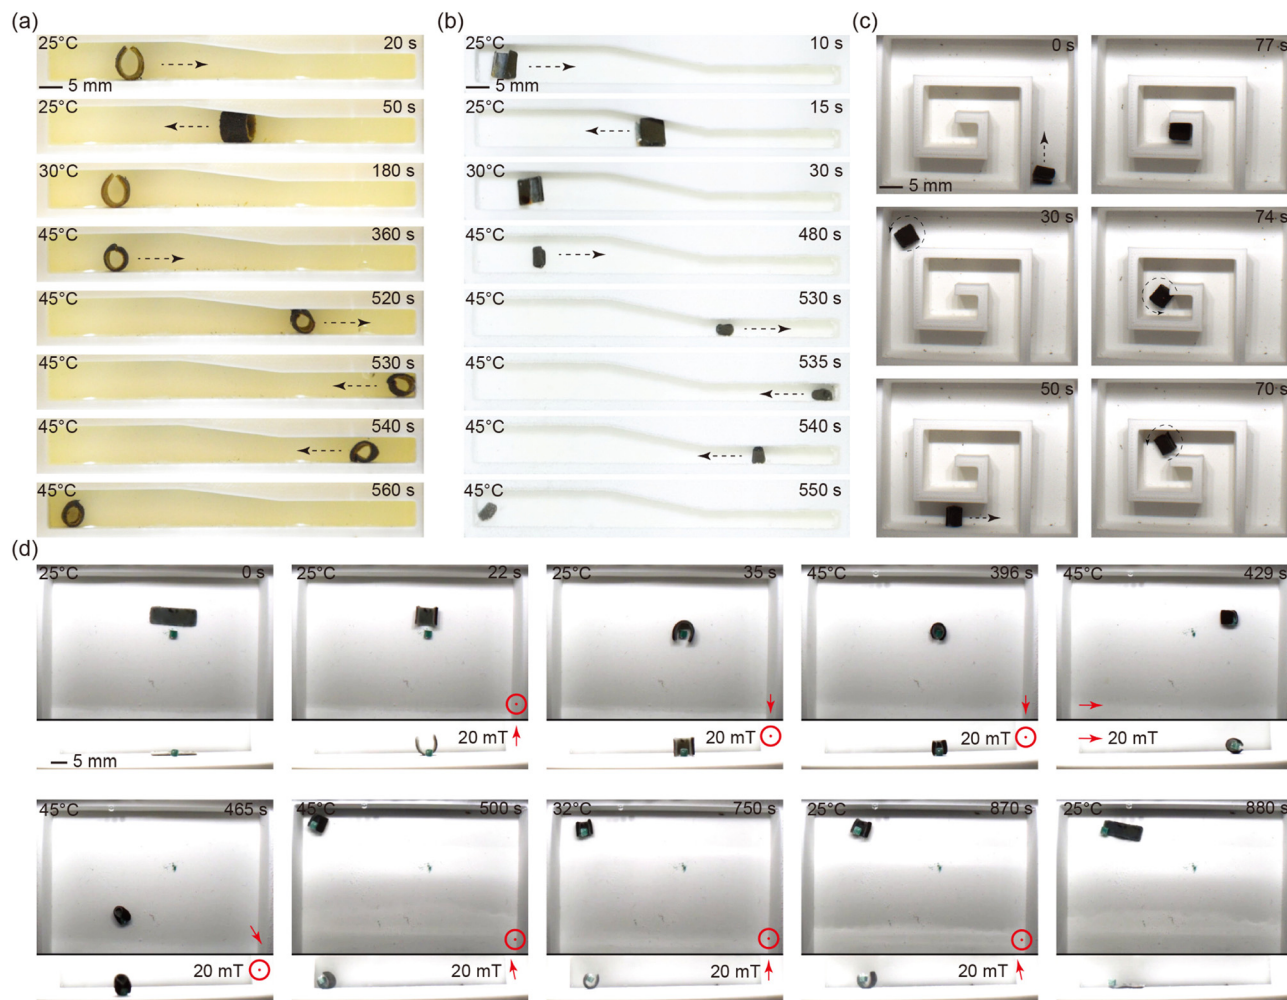 (a)
25°C 20 s
5 mm
25°C 50 s
30°C 180 s
45°C 360 s
45°C 520 s
45°C 530 s
45°C 540 s
45°C 560 s
(b)
25°C 10 s
5 mm
25°C 15 s
30°C 30 s
45°C 480 s
45°C 530 s
45°C 535 s
45°C 540 s
45°C 550 s
(c)
0 s 77 s
5 mm
30 s 74 s
50 s 70 s
(d)
25°C 0 s
5 mm
25°C 22 s
20 mT
25°C 35 s
20 mT
45°C 396 s
20 mT
45°C 429 s
20 mT
45°C 465 s
20 mT
45°C 500 s
20 mT
32°C 750 s
20 mT
25°C 870 s
20 mT
25°C 880 s